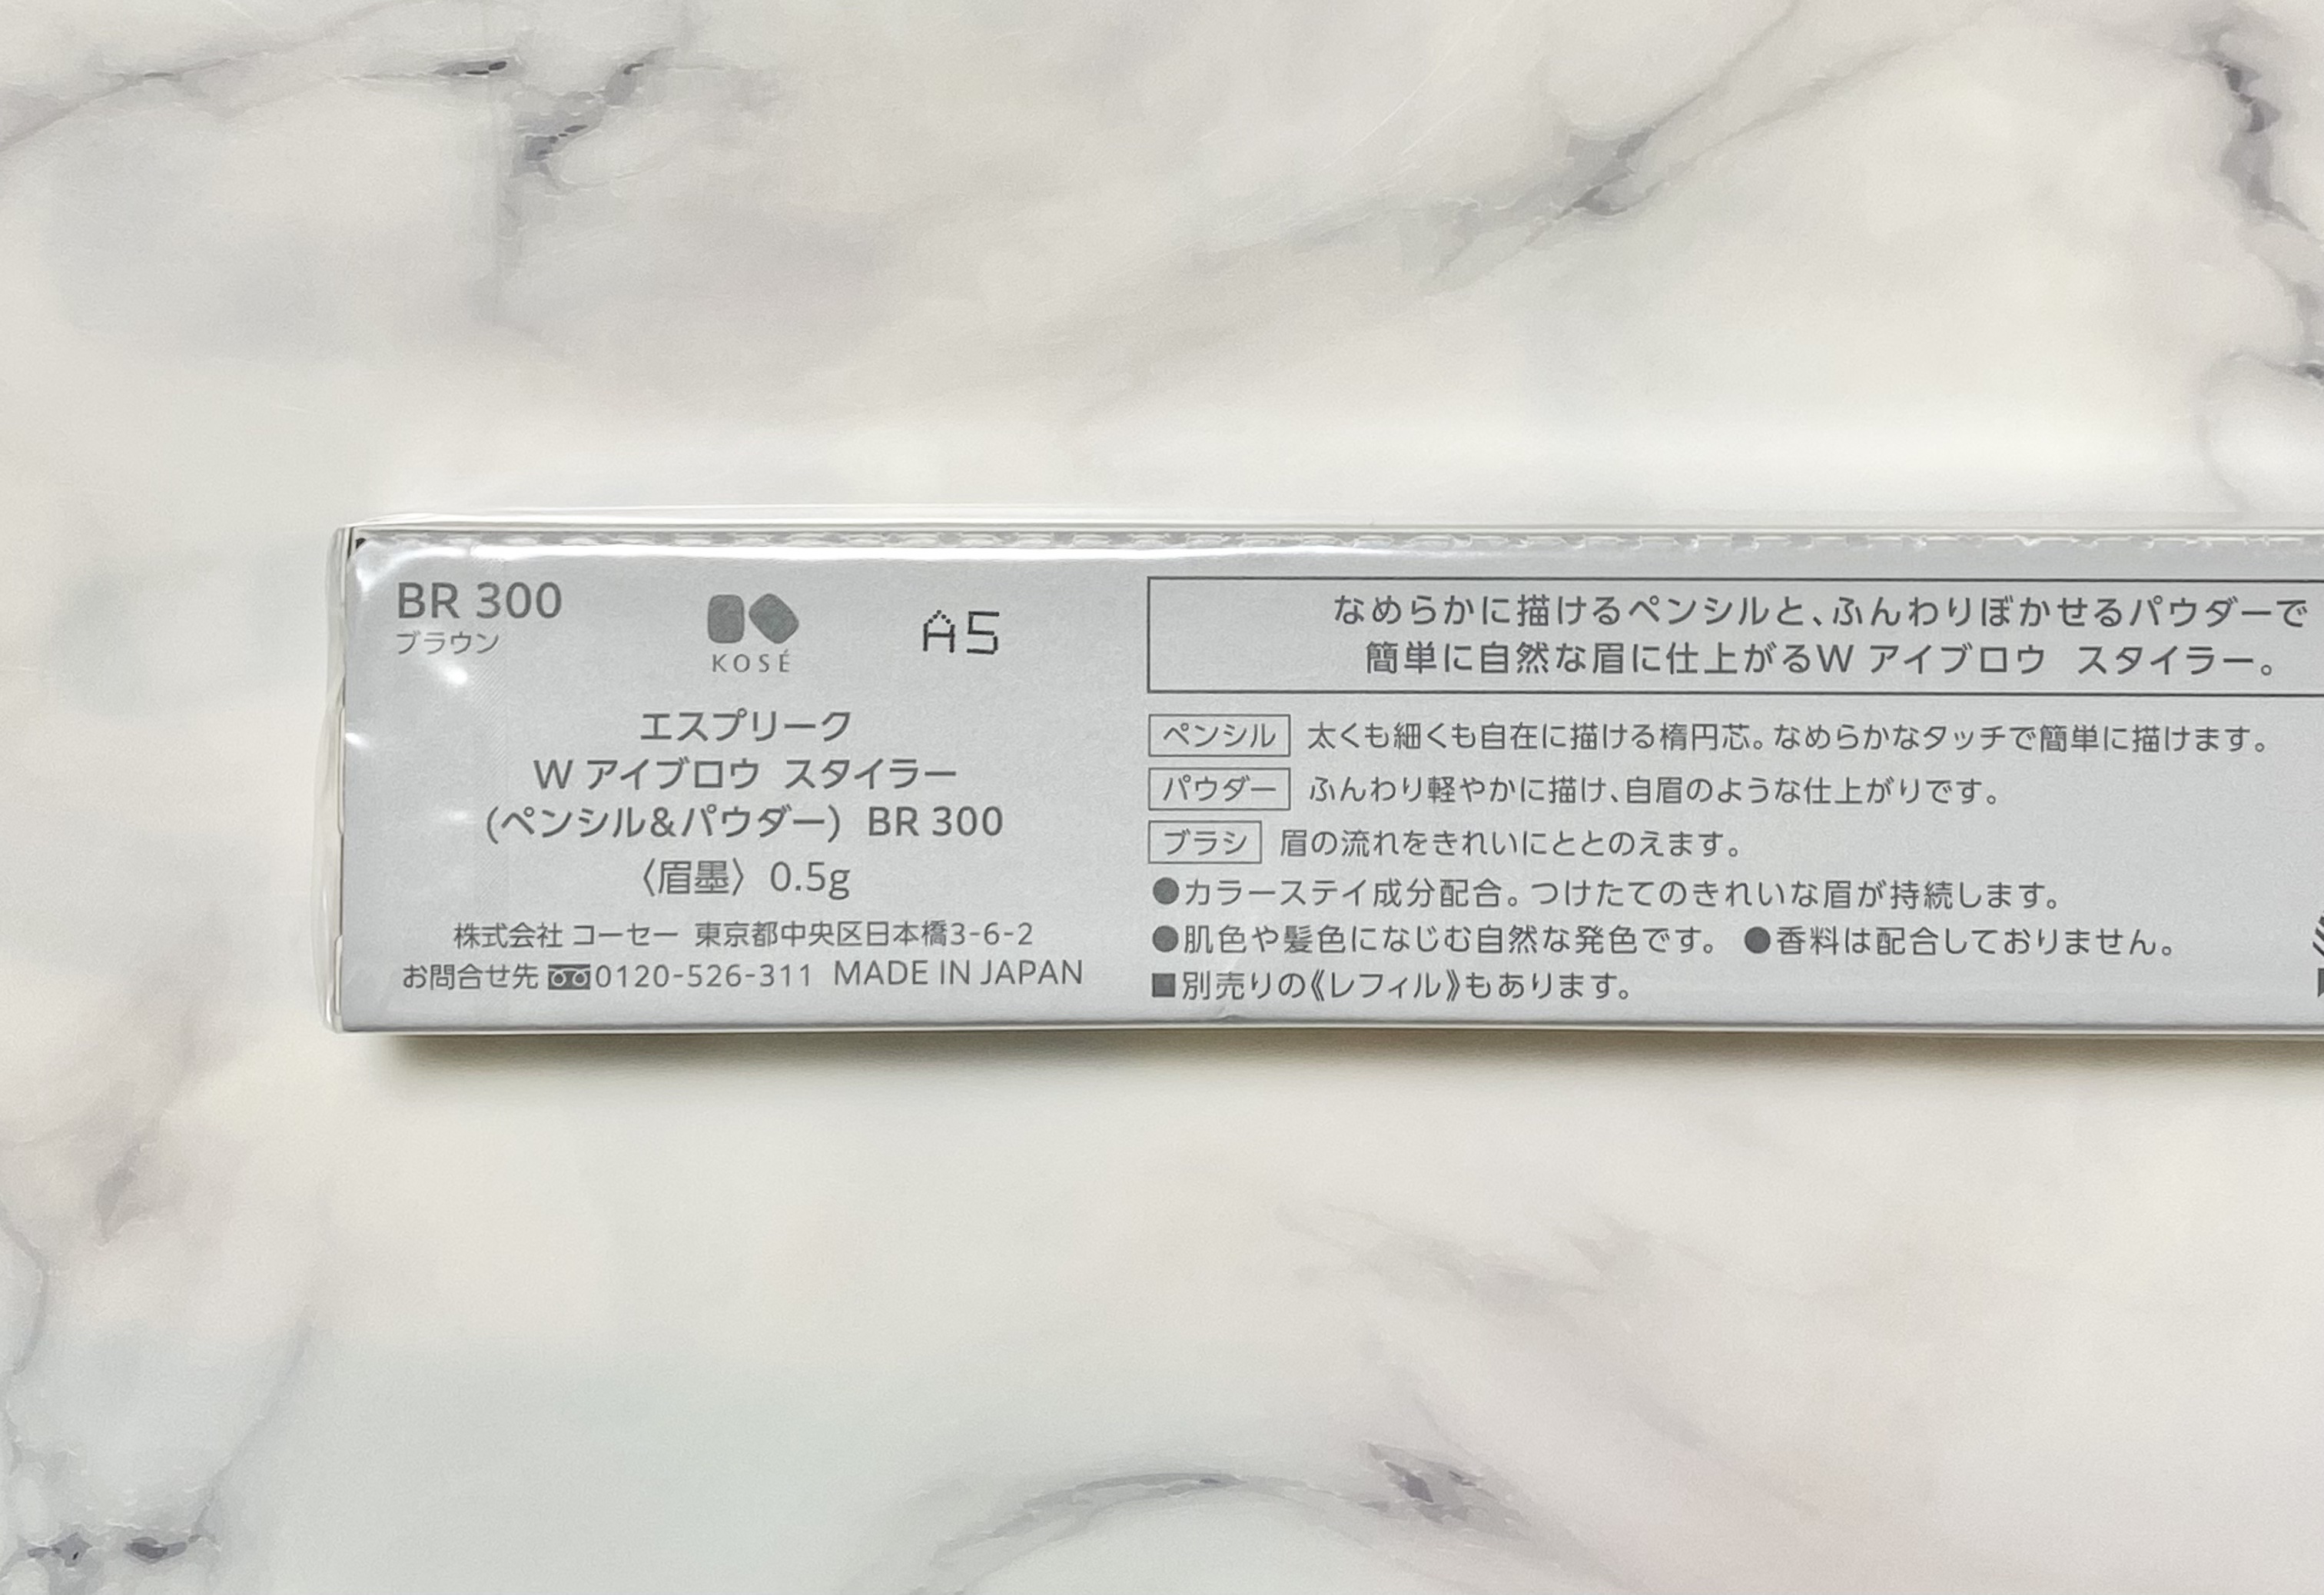 BR 300
ブラウン
KOSÉ
A5
エスプリーク
W アイブロウ スタイラー
(ペンシル&パウダー) BR 300
〈眉墨〉0.5g
株式会社 コーセー 東京都中央区日本橋3-6-2
お問合せ先 0120-526-311 MADE IN JAPAN
なめらかに描けるペンシルと、ふんわりぼかせるパウダーで
簡単に自然な眉に仕上がるW アイブロウ スタイラー。
ペンシル 太くも細くも自在に描ける楕円芯。なめらかなタッチで簡単に描けます。
パウダー ふんわり軽やかに描け、自眉のような仕上がりです。
ブラシ 眉の流れをきれいにととのえます。
●カラーステイ成分配合。つけたてのきれいな眉が持続します。
●肌色や髪色になじむ自然な発色です。 ●香料は配合しておりません。
■別売りの《レフィル》もあります。